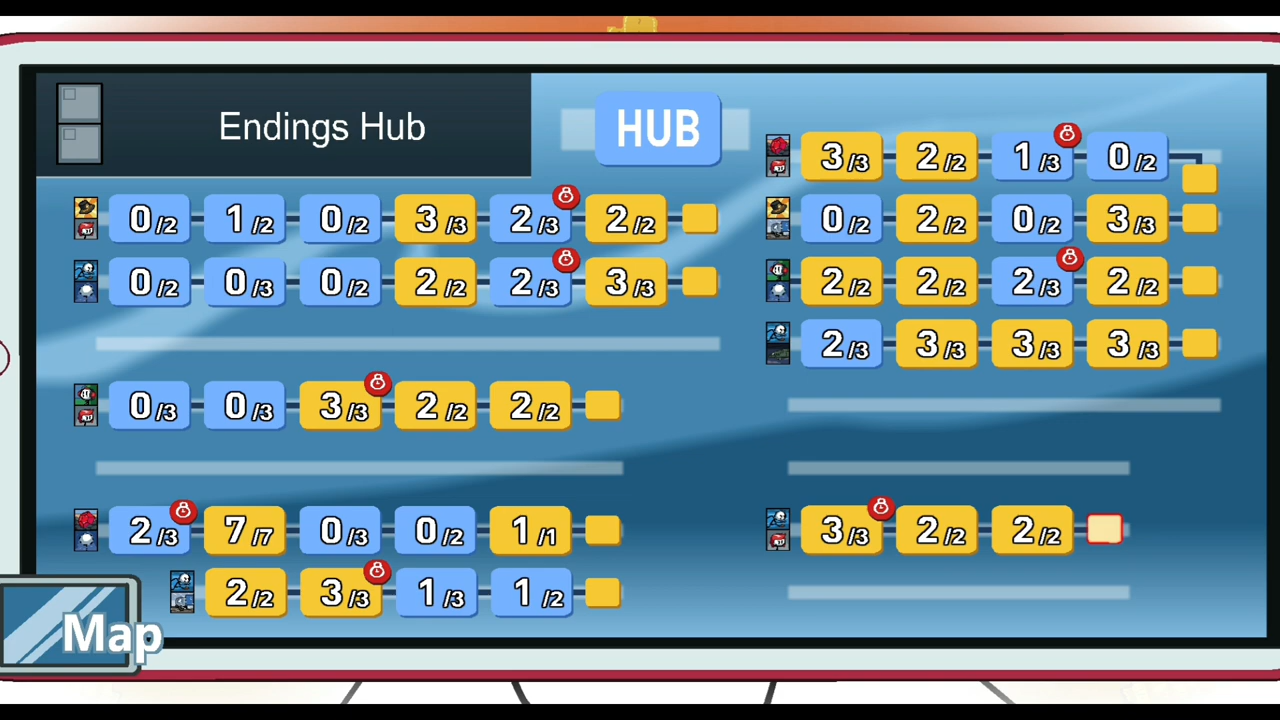 Endings Hub
HUB
0/2 1/2 0/2 3/3 2/3 2/2
0/2 0/3 0/2 2/2 2/3 3/3
0/3 0/3 3/3 2/2 2/2
2/3 7/7 0/3 0/2 1/1
2/2 3/3 1/3 1/2
3/3 2/2 1/3 0/2
0/2 2/2 0/2 3/3
2/2 2/2 2/3 2/2
2/3 3/3 3/3 3/3
3/3 2/2 2/2
Map